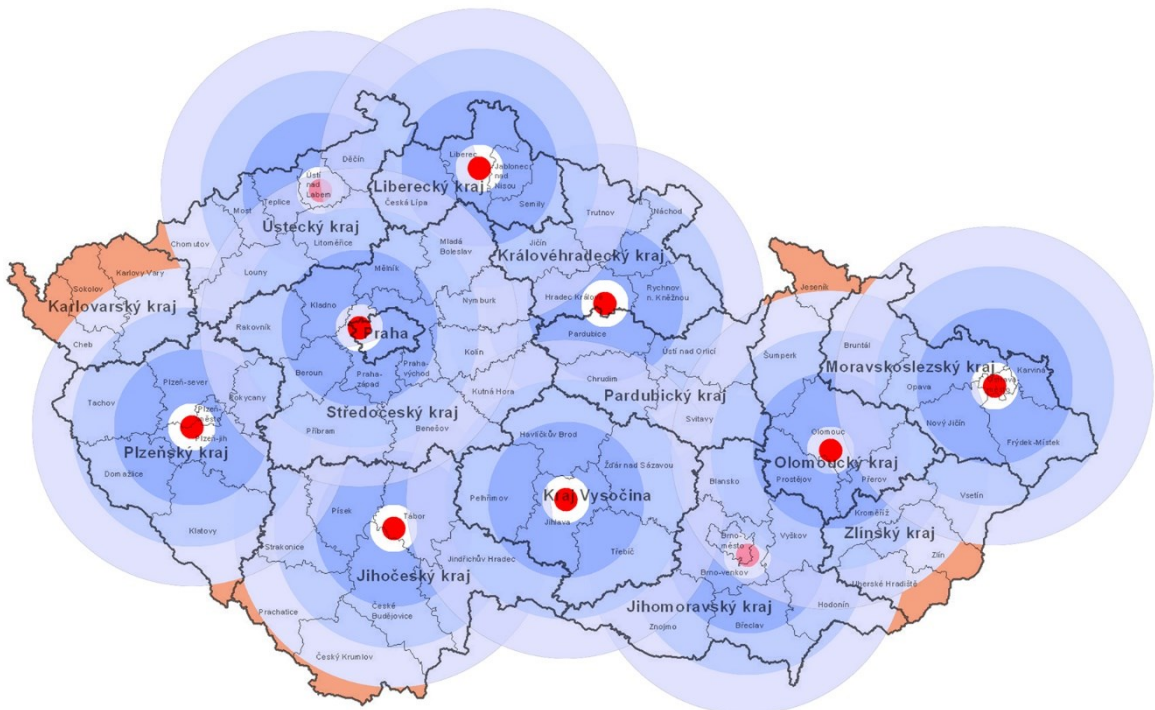 Děčín
Liberec
Ústí
nad
Labem
Jablonec
nad
Nisou
Liberecký kraj
Teplice
Česká Lípa
Semily
Most
Ústecký kraj
Trutnov
Náchod
Chomutov
Litoměřice
Mladá
Boleslav
Jičín
Královéhradecký kraj
Louny
Mělník
Karlovy Váry
Sokolov
Karlovarský kraj
Kladno
Nymburk
Hradec Králové
Rychnov
n. Kněžnou
Jeseník
Cheb
Rakovník
Praha
Pardubice
Kolín
Ústí nad Orlicí
Šumperk
Bruntál
Beroun
Praha-
západ
Praha-
východ
Moravskoslezský kraj
Karviná
Plzeň-sever
Chrudim
Opava
Tachov
Rokycany
Kutná Hora
Pardubický kraj
Plzeň-
město
Středočeský kraj
Svitavy
Nový Jičín
Příbram
Benešov
Olomouc
Plzeň-jih
Havlíčkův Brod
Frýdek-Místek
Plzeňský kraj
Olomoucký kraj
Domažlice
Žďár nad Sázavou
Blansko
Prostějov
Přerov
Pelhřimov
Kraj Vysočina
Vsetín
Písek
Tábor
Jihlava
Kroměříž
Klatovy
Brno-
město
Vyškov
Zlínský kraj
Strakonice
Jindřichův Hradec
Třebíč
Zlín
Jihočeský kraj
Brno-venkov
Uherské Hradiště
Prachatice
České
Budějovice
Jihomoravský kraj
Hodonín
Znojmo
Břeclav
Český Krumlov